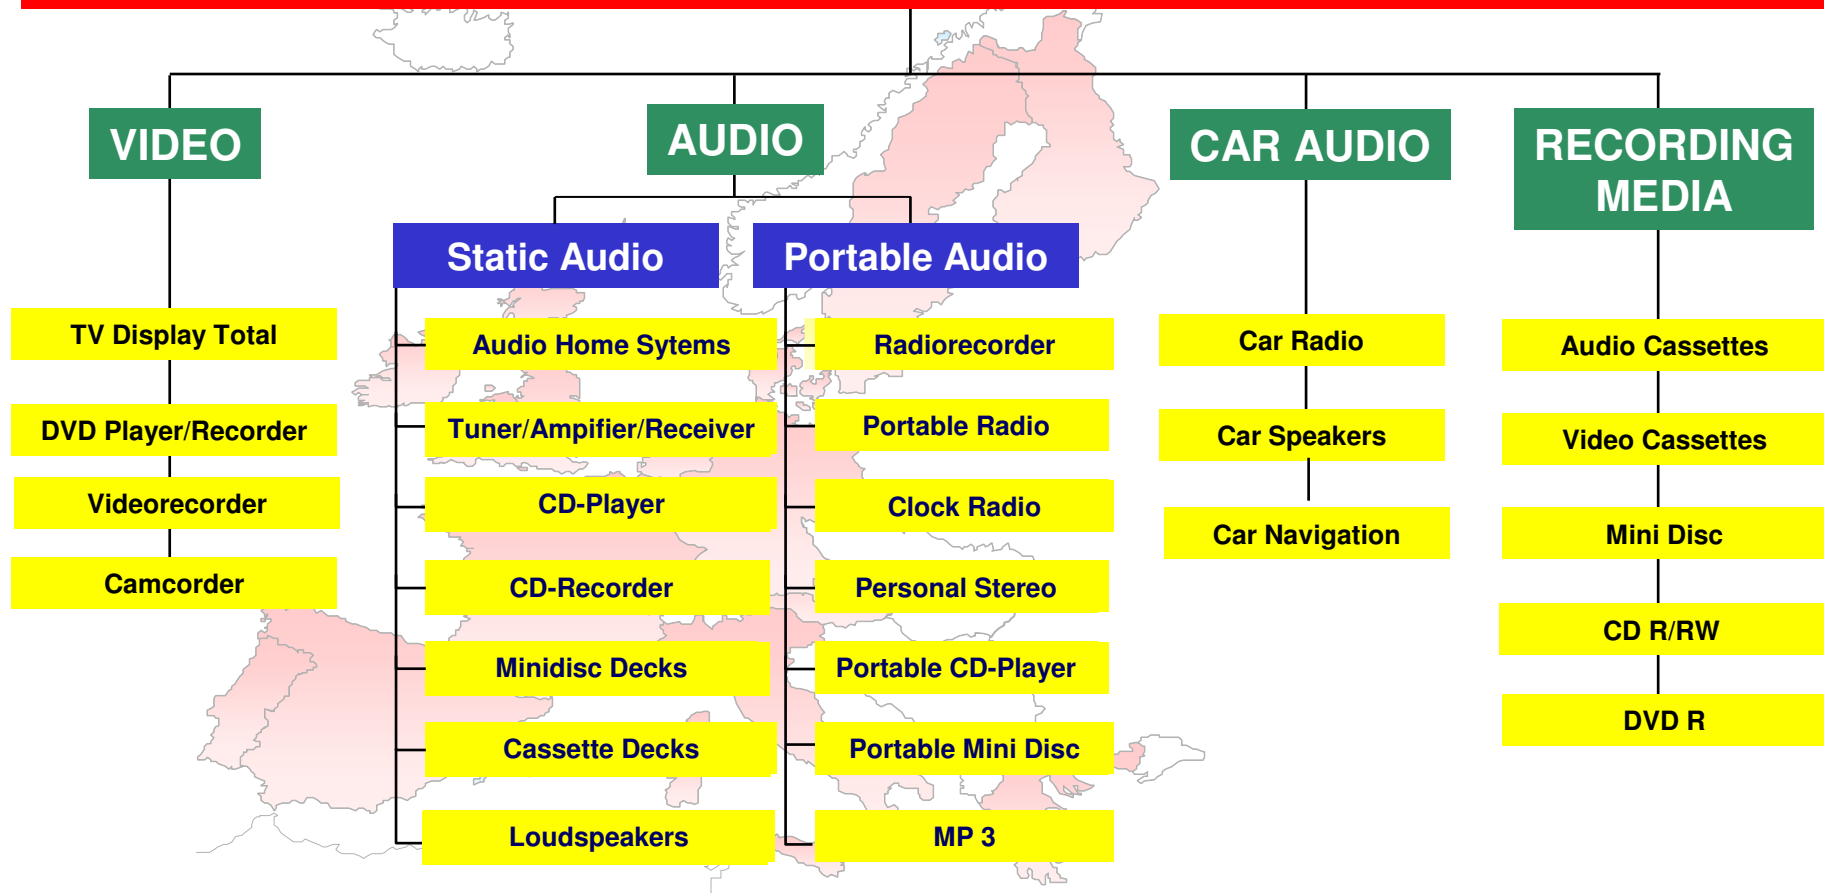 VIDEO
AUDIO
CAR AUDIO
RECORDING
MEDIA
Static Audio
Portable Audio
TV Display Total
DVD Player/Recorder
Videorecorder
Camcorder
Audio Home Sytems
Tuner/Ampifier/Receiver
CD-Player
CD-Recorder
Minidisc Decks
Cassette Decks
Loudspeakers
Radiorecorder
Portable Radio
Clock Radio
Personal Stereo
Portable CD-Player
Portable Mini Disc
MP 3
Car Radio
Car Speakers
Car Navigation
Audio Cassettes
Video Cassettes
Mini Disc
CD R/RW
DVD R